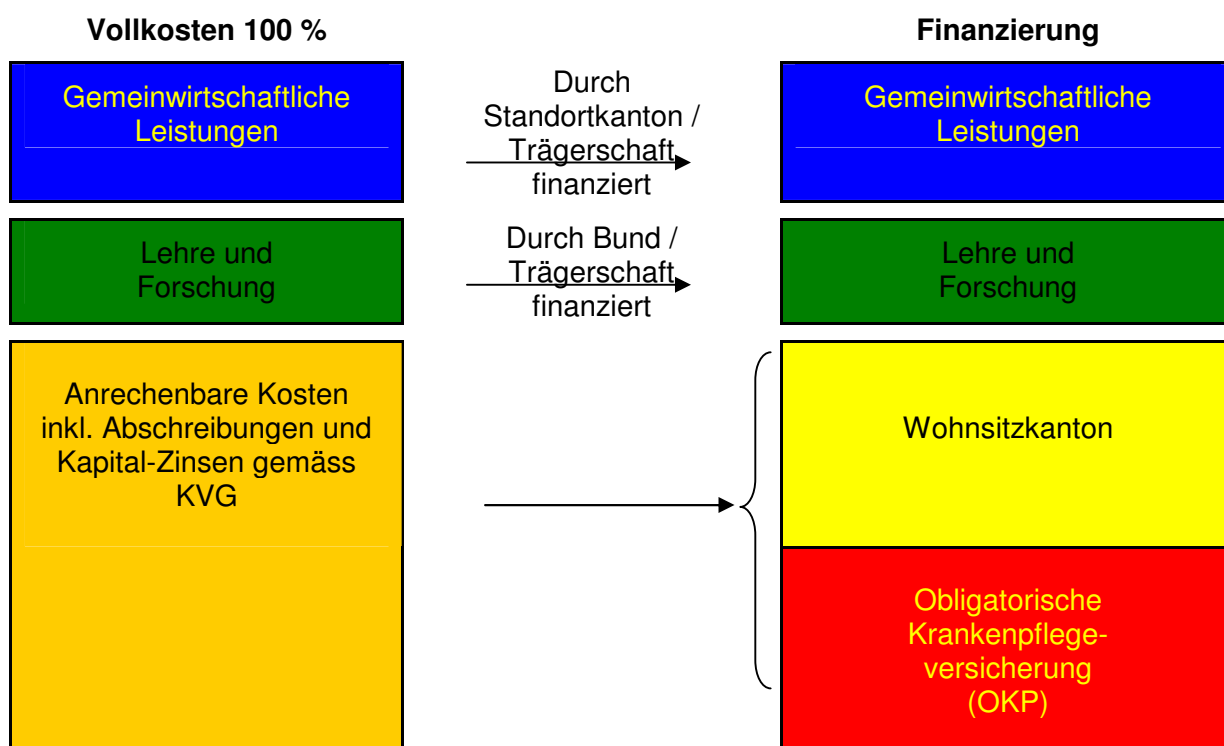 Vollkosten 100 %
Finanzierung
Gemeinwirtschaftliche
Leistungen
Durch
Standortkanton /
Trägerschaft
finanziert
Gemeinwirtschaftliche
Leistungen
Lehre und
Forschung
Durch Bund /
Trägerschaft
finanziert
Lehre und
Forschung
Anrechenbare Kosten
inkl. Abschreibungen und
Kapital-Zinsen gemäss
KVG
Wohnsitzkanton
Obligatorische
Krankenpflege-
versicherung
(OKP)